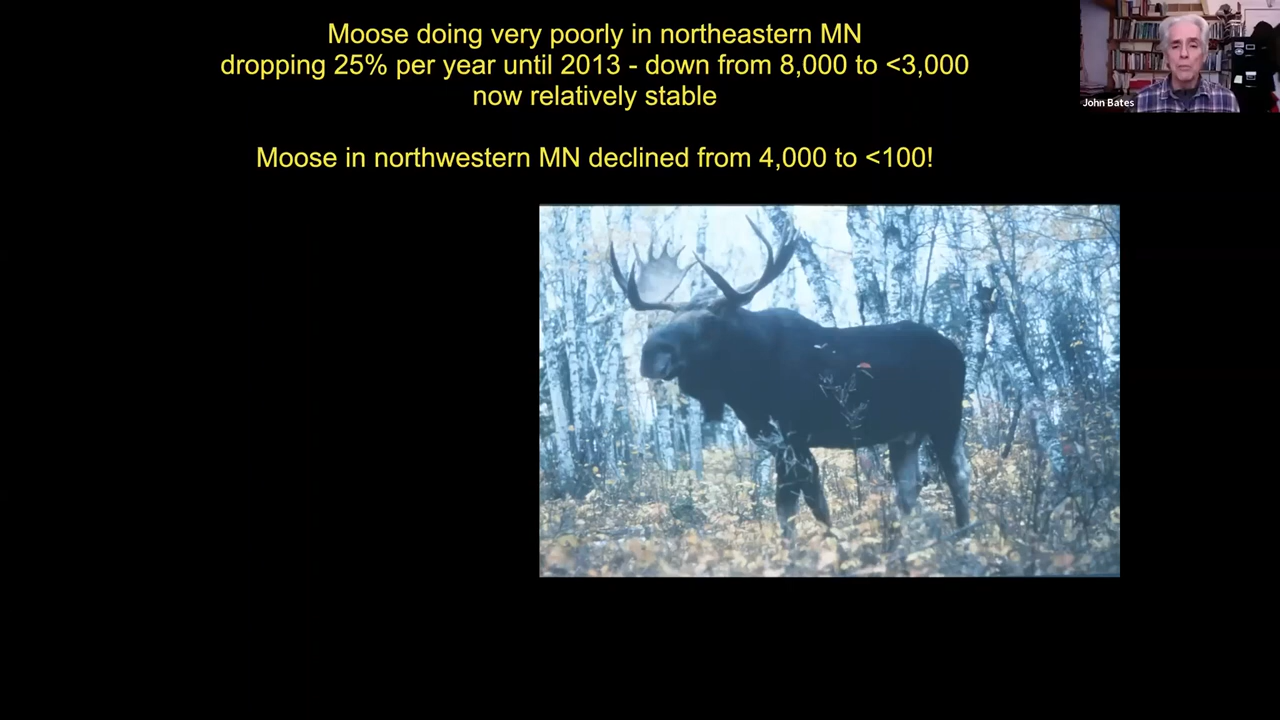 Moose doing very poorly in northeastern MN
dropping 25% per year until 2013 - down from 8,000 to <3,000
now relatively stable
Moose in northwestern MN declined from 4,000 to <100!
John Bates